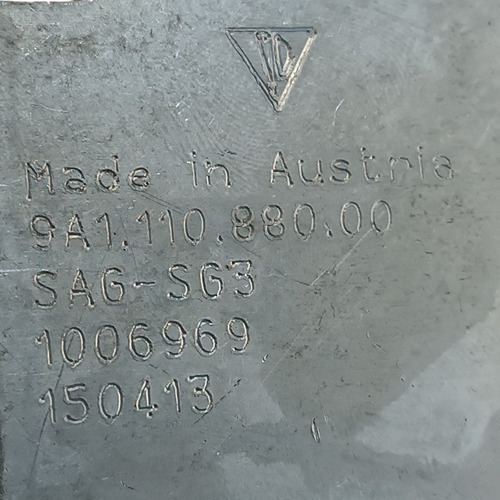 Made in Austria
9A1.110.880.00
SAG-SG3
1006969
150413